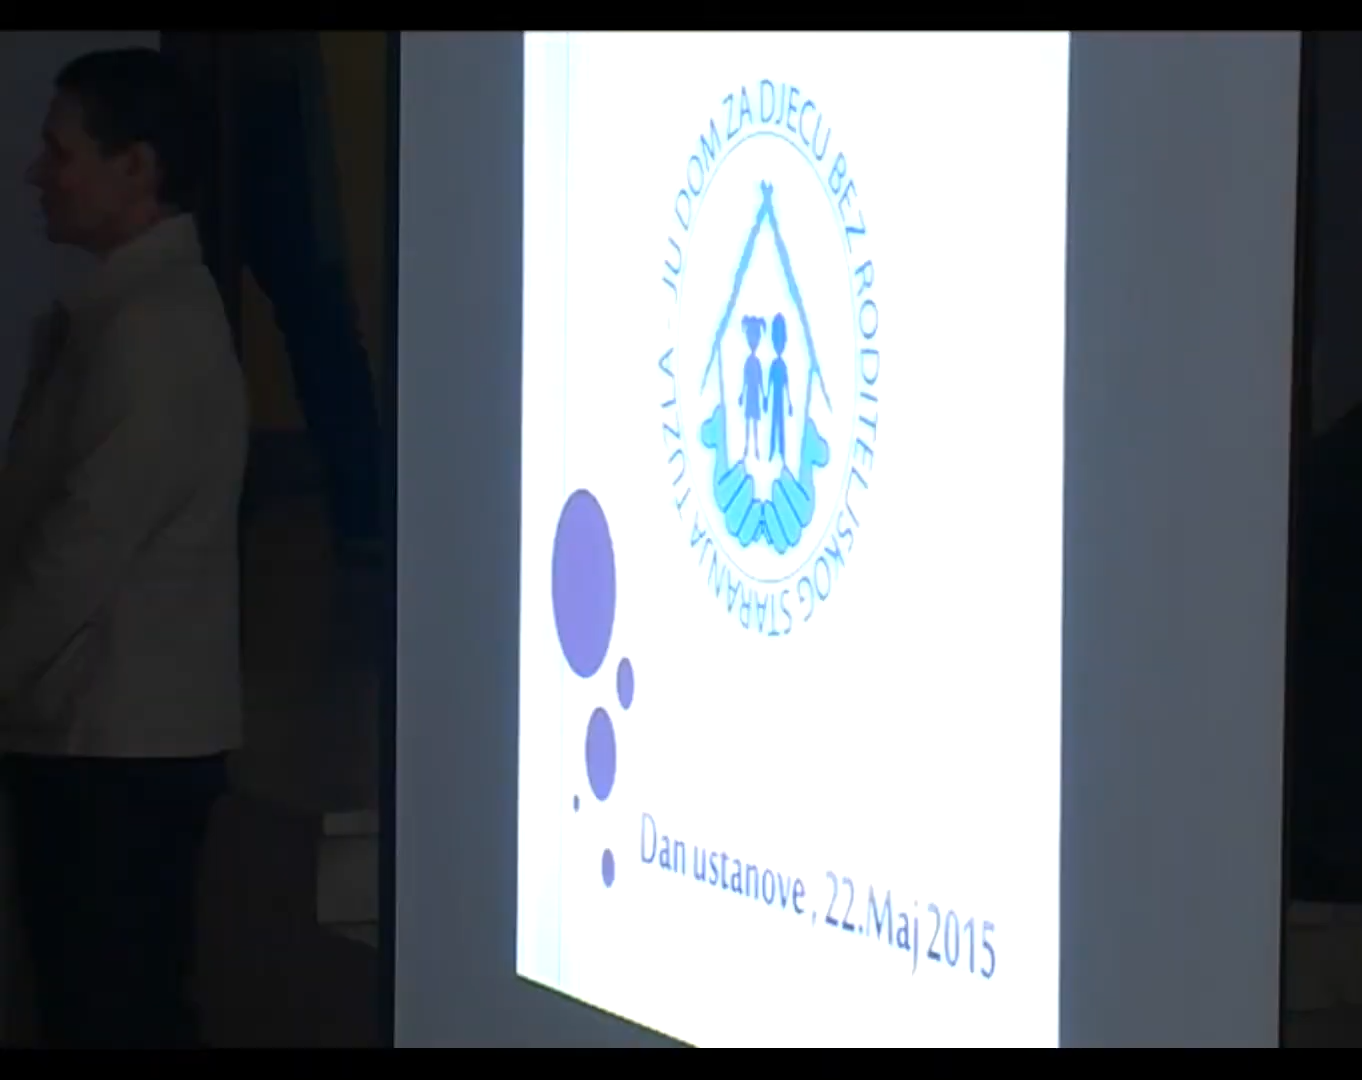 JU DOM ZA DJECU BEZ RODITELJSKOG STARANJA TUZLA -
Dan ustanove , 22.Maj 2015